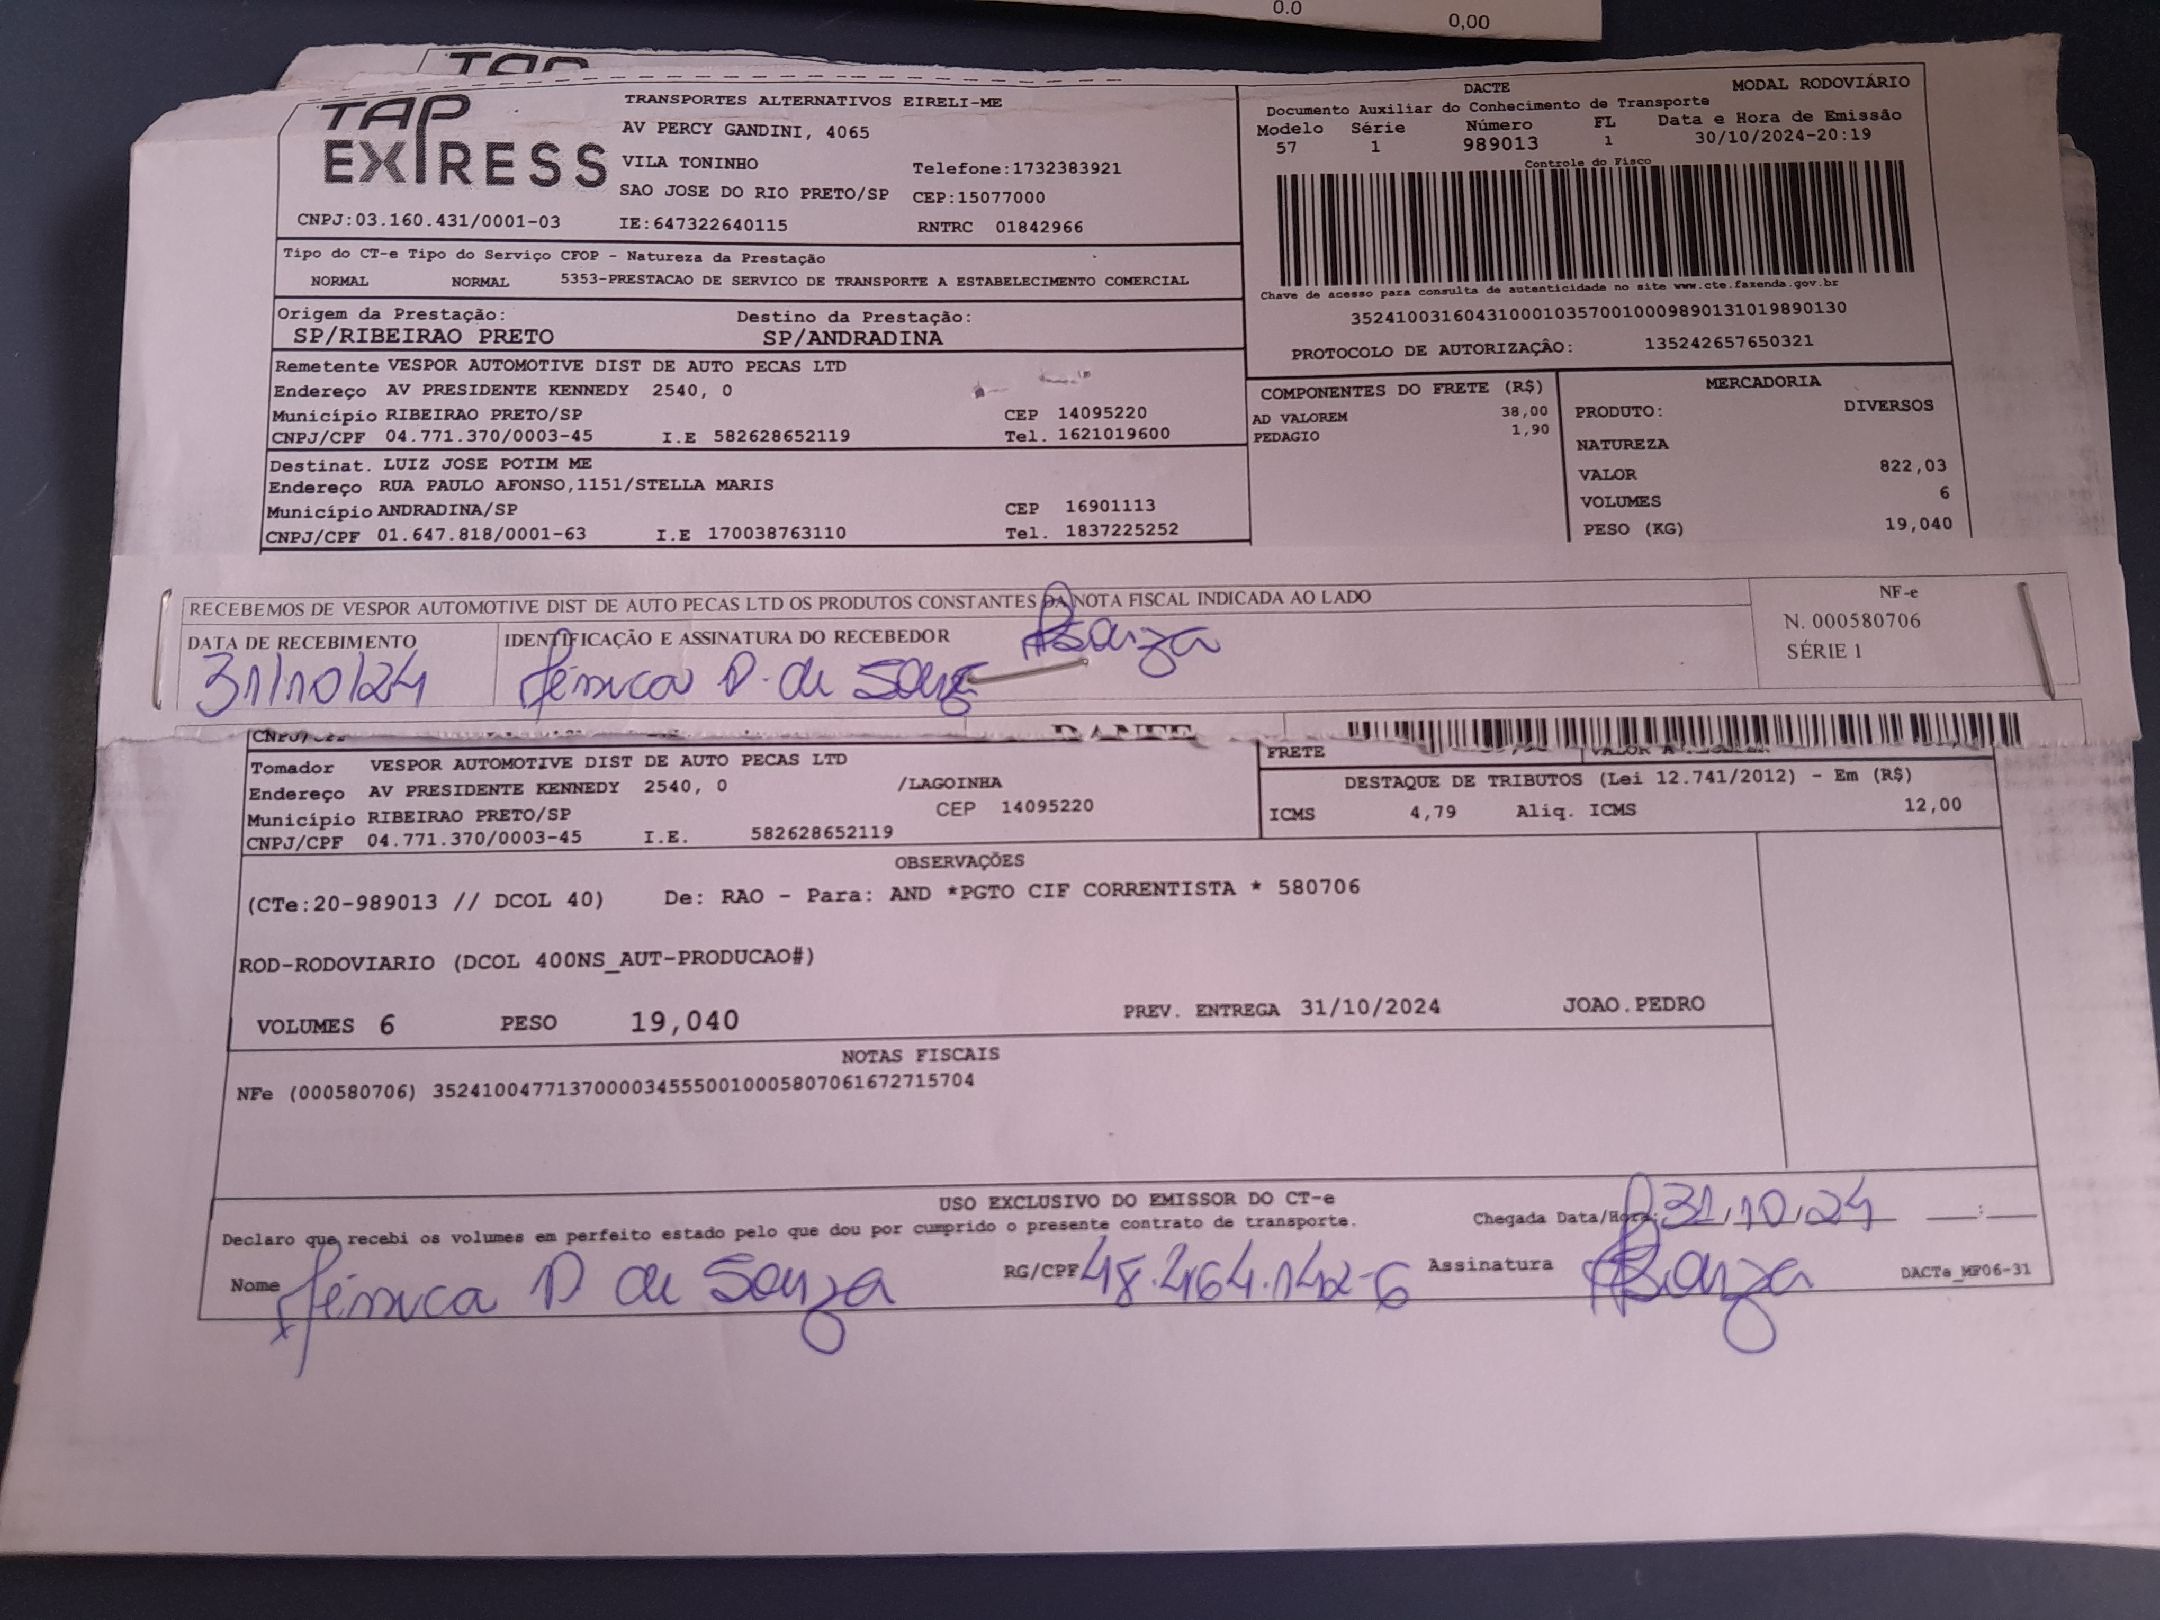 0.0
0,00
TAP
TAP
EXPRESS
TRANSPORTES ALTERNATIVOS EIRELI-ME
AV PERCY GANDINI, 4065
VILA TONINHO
Telefone:1732383921
SAO JOSE DO RIO PRETO/SP CEP:15077000
CNPJ:03.160.431/0001-03 IE:647322640115 RNTRC 01842966
DACTE MODAL RODOVIÁRIO
Documento Auxiliar do Conhecimento de Transporte
Modelo Série Número FL Data e Hora de Emissão
57 1 989013 1 30/10/2024-20:19
Controle do Fisco
Chave de acesso para consulta de autenticidade no site www.cte.fazenda.gov.br
35241003160431000103570010009890131019890130
PROTOCOLO DE AUTORIZAÇÃO: 135242657650321
Tipo do CT-e Tipo do Serviço CFOP - Natureza da Prestação
NORMAL NORMAL 5353-PRESTACAO DE SERVICO DE TRANSPORTE A ESTABELECIMENTO COMERCIAL
Origem da Prestação: Destino da Prestação:
SP/RIBEIRAO PRETO SP/ANDRADINA
Remetente VESPOR AUTOMOTIVE DIST DE AUTO PECAS LTD
Endereço AV PRESIDENTE KENNEDY 2540, 0
Município RIBEIRAO PRETO/SP CEP 14095220
CNPJ/CPF 04.771.370/0003-45 I.E 582628652119 Tel. 1621019600
Destinat. LUIZ JOSE POTIM ME
Endereço RUA PAULO AFONSO,1151/STELLA MARIS
Município ANDRADINA/SP CEP 16901113
CNPJ/CPF 01.647.818/0001-63 I.E 170038763110 Tel. 1837225252
COMPONENTES DO FRETE (R$)
AD VALOREM 38,00
PEDAGIO 1,90
MERCADORIA
PRODUTO: DIVERSOS
NATUREZA
VALOR 822,03
VOLUMES 6
PESO (KG) 19,040
RECEBEMOS DE VESPOR AUTOMOTIVE DIST DE AUTO PECAS LTD OS PRODUTOS CONSTANTES DA NOTA FISCAL INDICADA AO LADO
NF-e
N. 000580706
SÉRIE 1
DATA DE RECEBIMENTO IDENTIFICAÇÃO E ASSINATURA DO RECEBEDOR
31/10/24 Jéssica D. de Souza
DANFE
FRETE
Tomador VESPOR AUTOMOTIVE DIST DE AUTO PECAS LTD
Endereço AV PRESIDENTE KENNEDY 2540, 0 /LAGOINHA
Município RIBEIRAO PRETO/SP CEP 14095220
CNPJ/CPF 04.771.370/0003-45 I.E. 582628652119
DESTAQUE DE TRIBUTOS (Lei 12.741/2012) - Em (R$)
ICMS 4,79 Aliq. ICMS 12,00
OBSERVAÇÕES
(CTe:20-989013 // DCOL 40) De: RAO - Para: AND *PGTO CIF CORRENTISTA * 580706
ROD-RODOVIARIO (DCOL 400NS_AUT-PRODUCAO#)
VOLUMES 6 PESO 19,040 PREV. ENTREGA 31/10/2024 JOAO.PEDRO
NOTAS FISCAIS
NFe (000580706) 35241004771370000345550010005807061672715704
USO EXCLUSIVO DO EMISSOR DO CT-e
Declaro que recebi os volumes em perfeito estado pelo que dou por cumprido o presente contrato de transporte. Chegada Data/Hora: 31/10/24
Nome Jéssica D de Souza RG/CPF 48.464.142-6 Assinatura DACTe_MF06-31